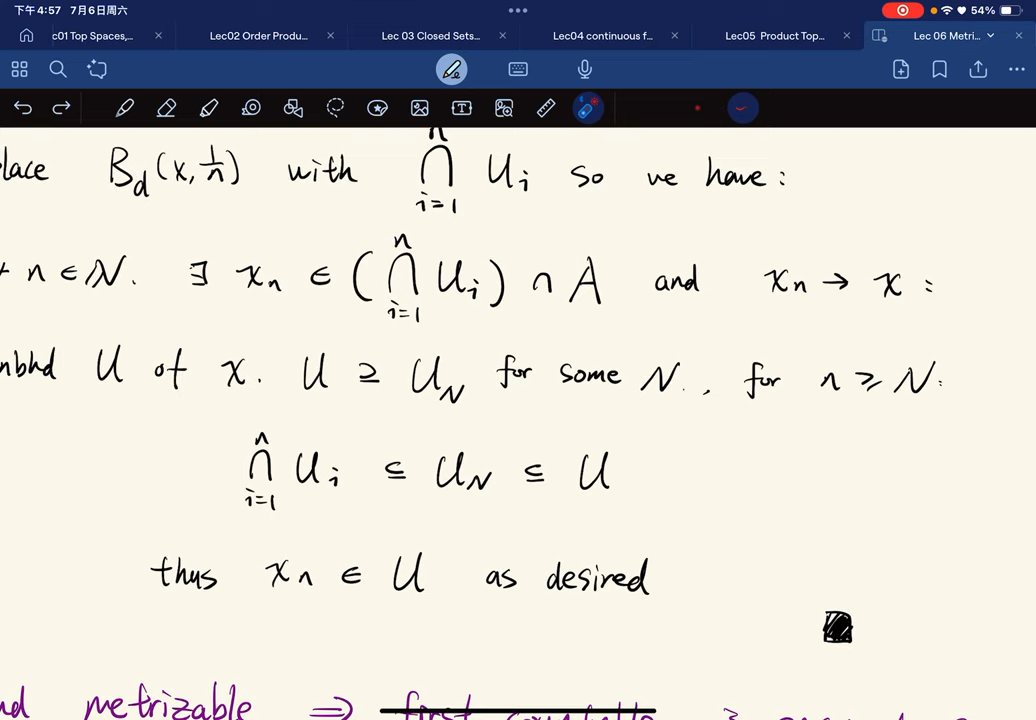 下午4:57 7月6日周六
54%
c01 Top Spaces,...
Lec02 Order Produ...
Lec 03 Closed Sets...
Lec04 continuous f...
Lec05 Product Top...
Lec 06 Metri...
lace B_d(x, 1/n) with ⋂_{i=1}^n U_i so we have:
n ∈ N. ∃ x_n ∈ (⋂_{i=1}^n U_i) ∩ A and x_n → x :
nbhd U of x. U ⊇ U_N for some N., for n ≥ N:
⋂_{i=1}^n U_i ⊆ U_N ⊆ U
thus x_n ∈ U as desired
metrizable ⇒